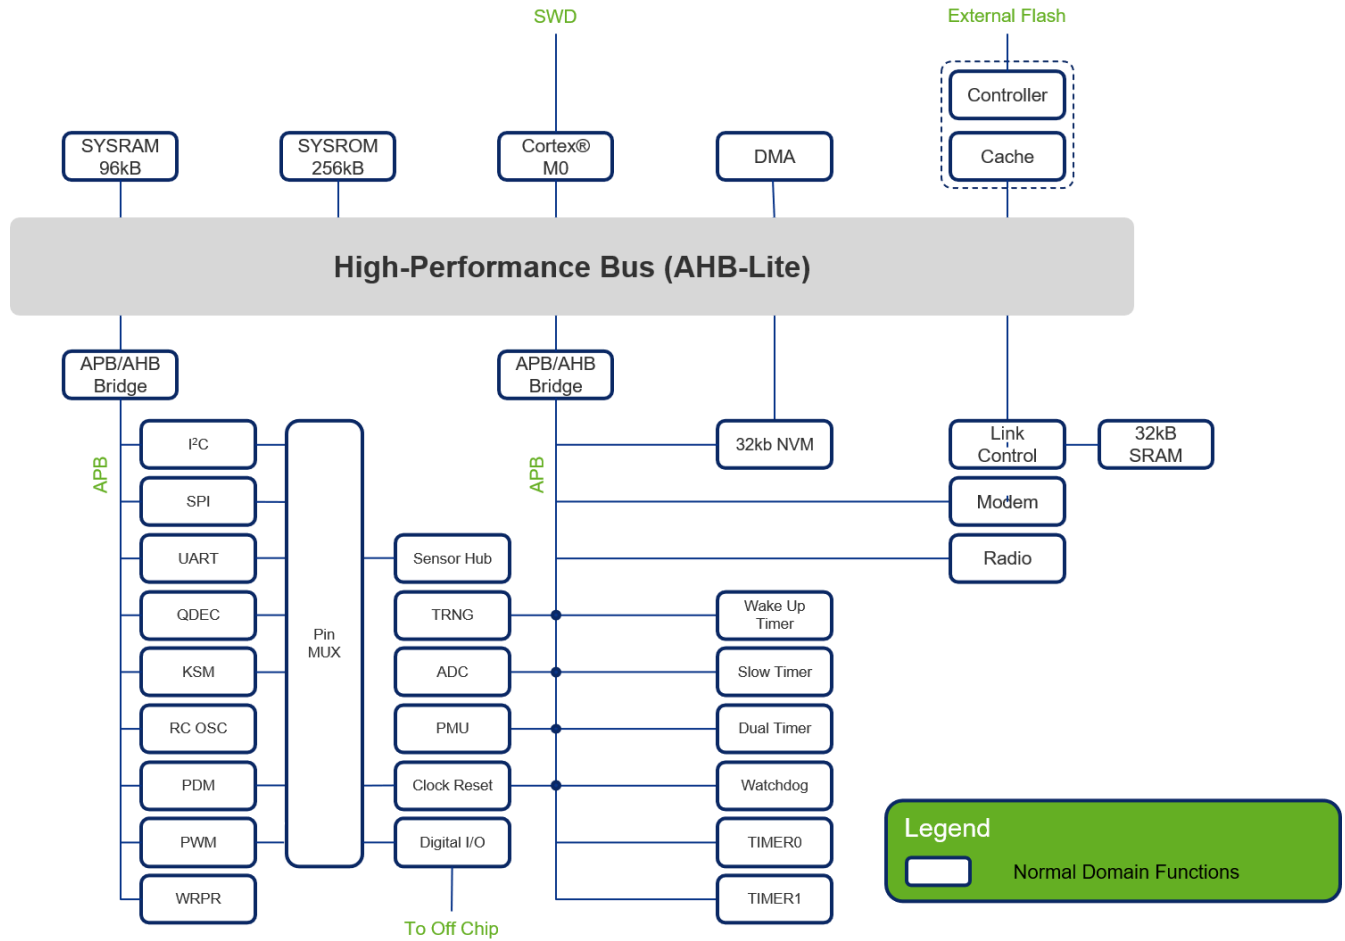 SWD
External Flash
Controller
SYSRAM
96kB
SYSROM
256kB
Cortex®
M0
DMA
Cache
High-Performance Bus (AHB-Lite)
APB/AHB
Bridge
APB/AHB
Bridge
APB
I²C
SPI
UART
QDEC
KSM
RC OSC
PDM
PWM
WRPR
Pin
MUX
Sensor Hub
TRNG
ADC
PMU
Clock Reset
Digital I/O
To Off Chip
APB
32kb NVM
Wake Up
Timer
Slow Timer
Dual Timer
Watchdog
TIMER0
TIMER1
Link
Control
32kB
SRAM
Modem
Radio
Legend
Normal Domain Functions